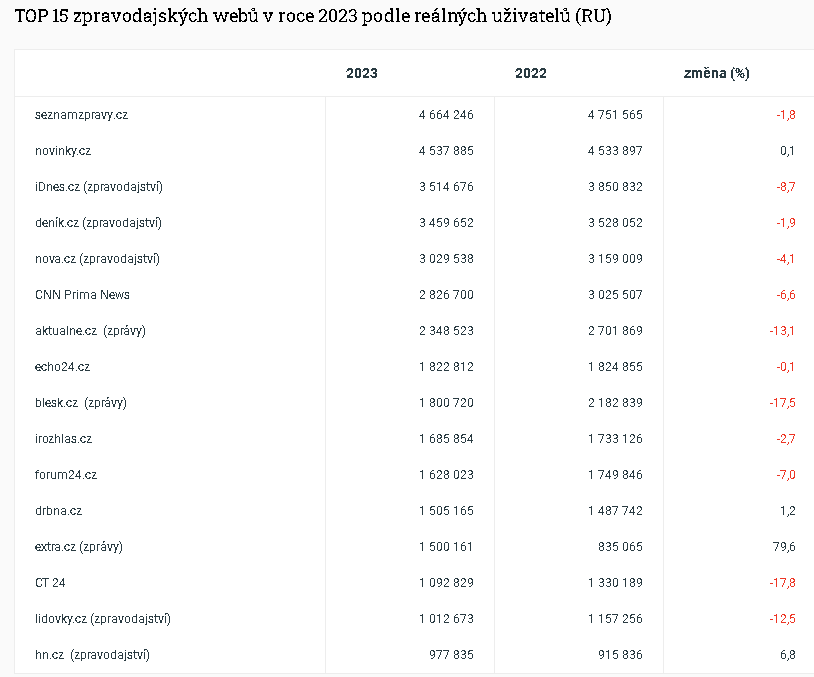 TOP 15 zpravodajských webů v roce 2023 podle reálných uživatelů (RU)
2023 2022 změna (%)
seznamzpravy.cz 4 664 246 4 751 565 -1,8
novinky.cz 4 537 885 4 533 897 0,1
iDnes.cz (zpravodajství) 3 514 676 3 850 832 -8,7
deník.cz (zpravodajství) 3 459 652 3 528 052 -1,9
nova.cz (zpravodajství) 3 029 538 3 159 009 -4,1
CNN Prima News 2 826 700 3 025 507 -6,6
aktualne.cz (zprávy) 2 348 523 2 701 869 -13,1
echo24.cz 1 822 812 1 824 855 -0,1
blesk.cz (zprávy) 1 800 720 2 182 839 -17,5
irozhlas.cz 1 685 854 1 733 126 -2,7
forum24.cz 1 628 023 1 749 846 -7,0
drbna.cz 1 505 165 1 487 742 1,2
extra.cz (zprávy) 1 500 161 835 065 79,6
CT 24 1 092 829 1 330 189 -17,8
lidovky.cz (zpravodajství) 1 012 673 1 157 256 -12,5
hn.cz (zpravodajství) 977 835 915 836 6,8